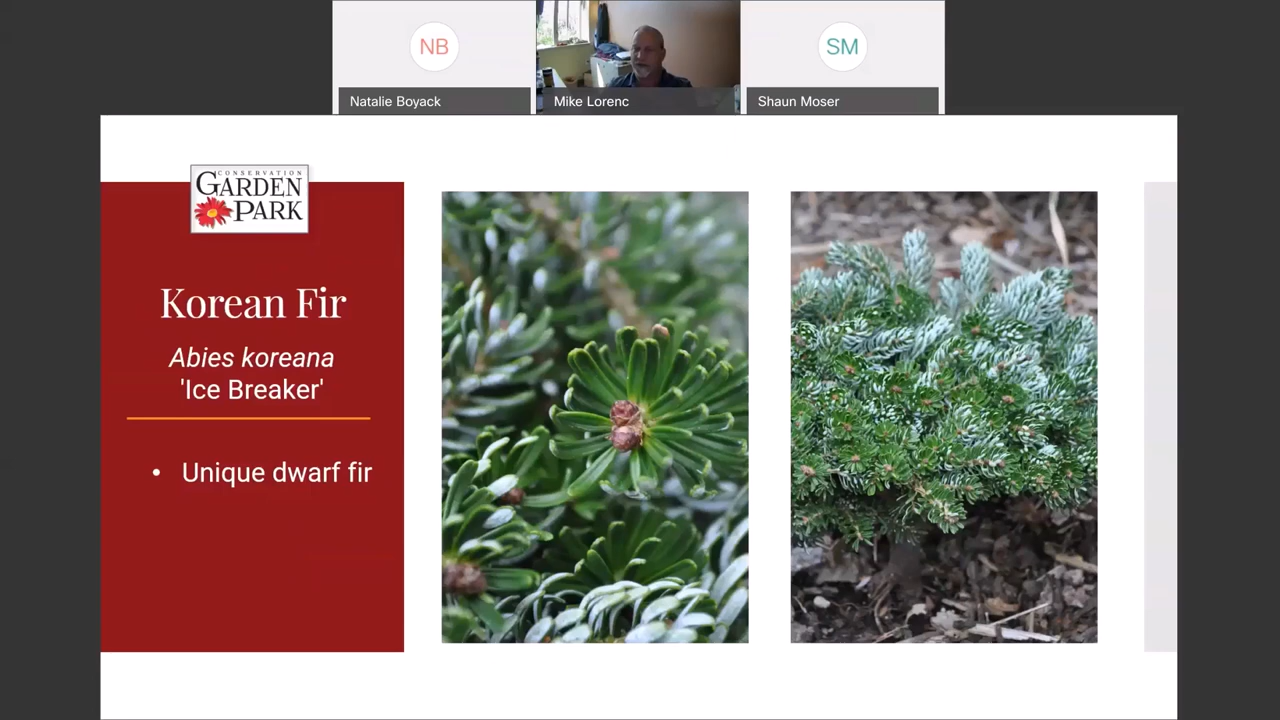 NB
SM
Natalie Boyack
Mike Lorenc
Shaun Moser
CONSERVATION
GARDEN
PARK
Korean Fir
Abies koreana
'Ice Breaker'
• Unique dwarf fir